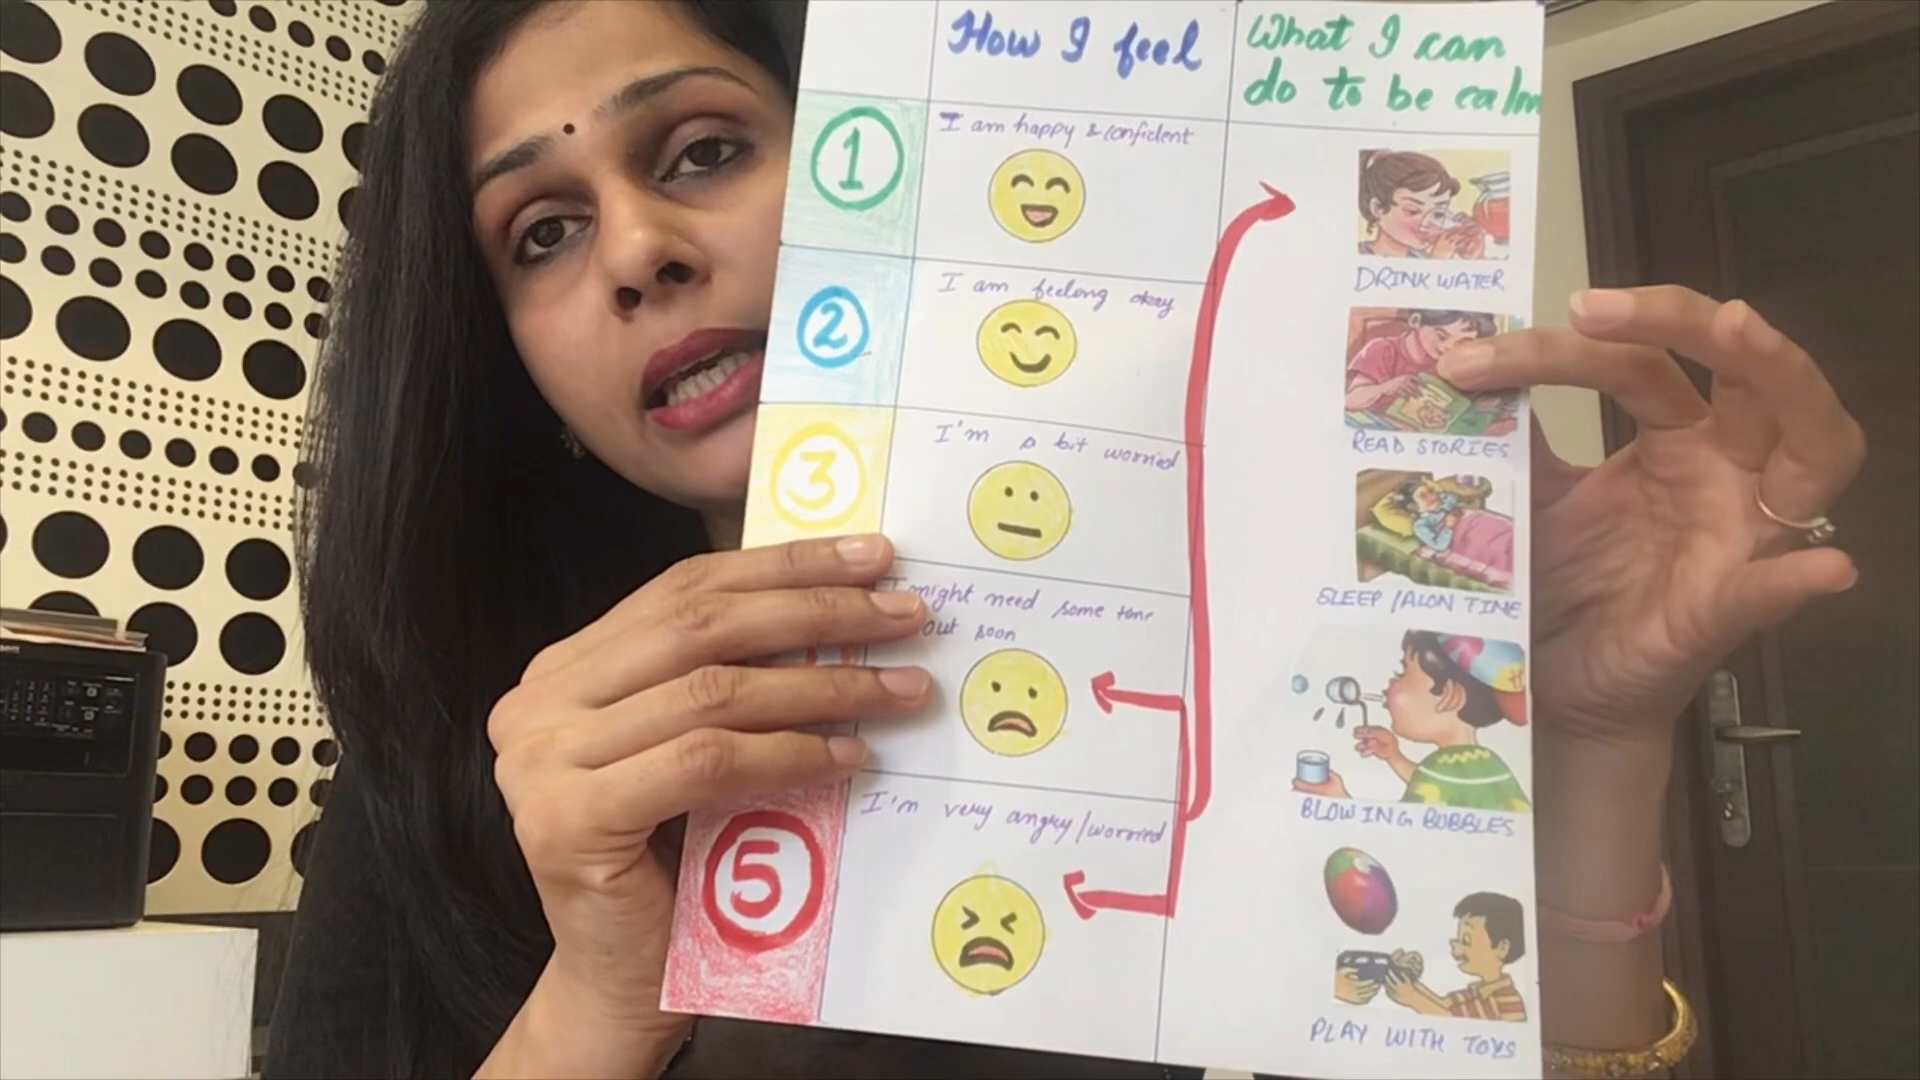 How I feel
What I can
do to be calm
1
I am happy & confident
2
I am feelong okay
3
I'm a bit worried
I might need some time
out soon
5
I'm very angry/worried
DRINK WATER
READ STORIES
SLEEP / ALON TIME
BLOWING BUBBLES
PLAY WITH TOYS